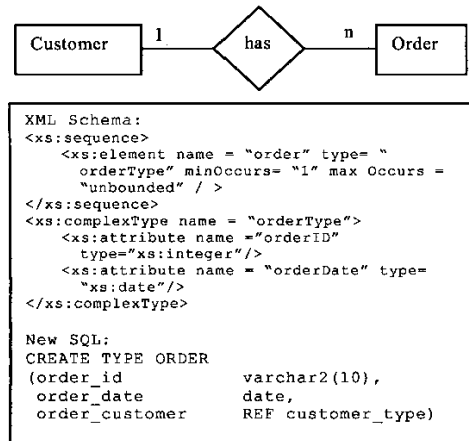 Customer 1 has n Order
XML Schema:
<xs:sequence>
<xs:element name = “order” type= “
orderType” minOccurs= “1” max Occurs =
“unbounded” / >
</xs:sequence>
<xs:complexType name = “orderType”>
<xs:attribute name =”orderID”
type=”xs:integer”/>
<xs:attribute name = “orderDate” type=
“xs:date”/>
</xs:complexType>
New SQL:
CREATE TYPE ORDER
(order_id varchar2(10),
order_date date,
order_customer REF customer_type)